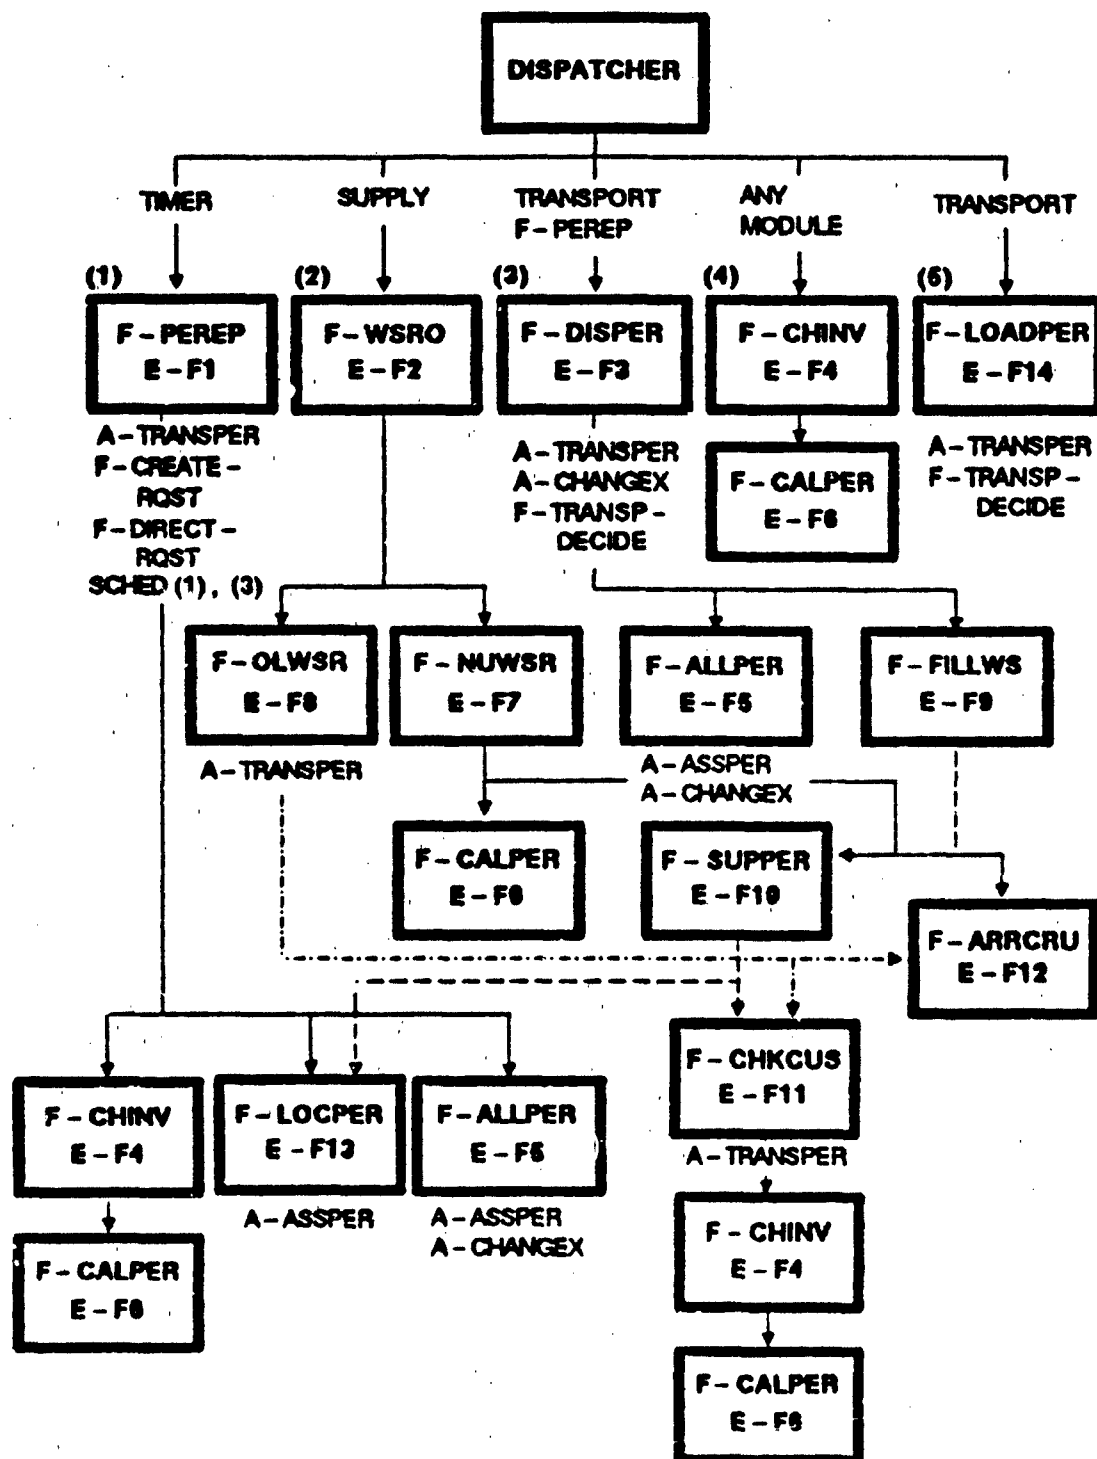 DISPATCHER
TIMER
SUPPLY
TRANSPORT
F - PEREP
ANY
MODULE
TRANSPORT
(1)
F - PEREP
E - F1
(2)
F - WSRO
E - F2
(3)
F - DISPER
E - F3
(4)
F - CHINV
E - F4
(5)
F - LOADPER
E - F14
A - TRANSPER
F - CREATE -
RQST
F - DIRECT -
RQST
SCHED (1), (3)
A - TRANSPER
A - CHANGEX
F - TRANSP -
DECIDE
F - CALPER
E - F6
A - TRANSPER
F - TRANSP -
DECIDE
F - OLWSR
E - F8
F - NUWSR
E - F7
F - ALLPER
E - F5
F - FILLWS
E - F9
A - TRANSPER
A - ASSPER
A - CHANGEX
F - CALPER
E - F6
F - SUPPER
E - F10
F - ARRCRU
E - F12
F - CHKCUS
E - F11
F - CHINV
E - F4
F - LOCPER
E - F13
F - ALLPER
E - F5
A - TRANSPER
A - ASSPER
A - ASSPER
A - CHANGEX
F - CHINV
E - F4
F - CALPER
E - F6
F - CALPER
E - F6